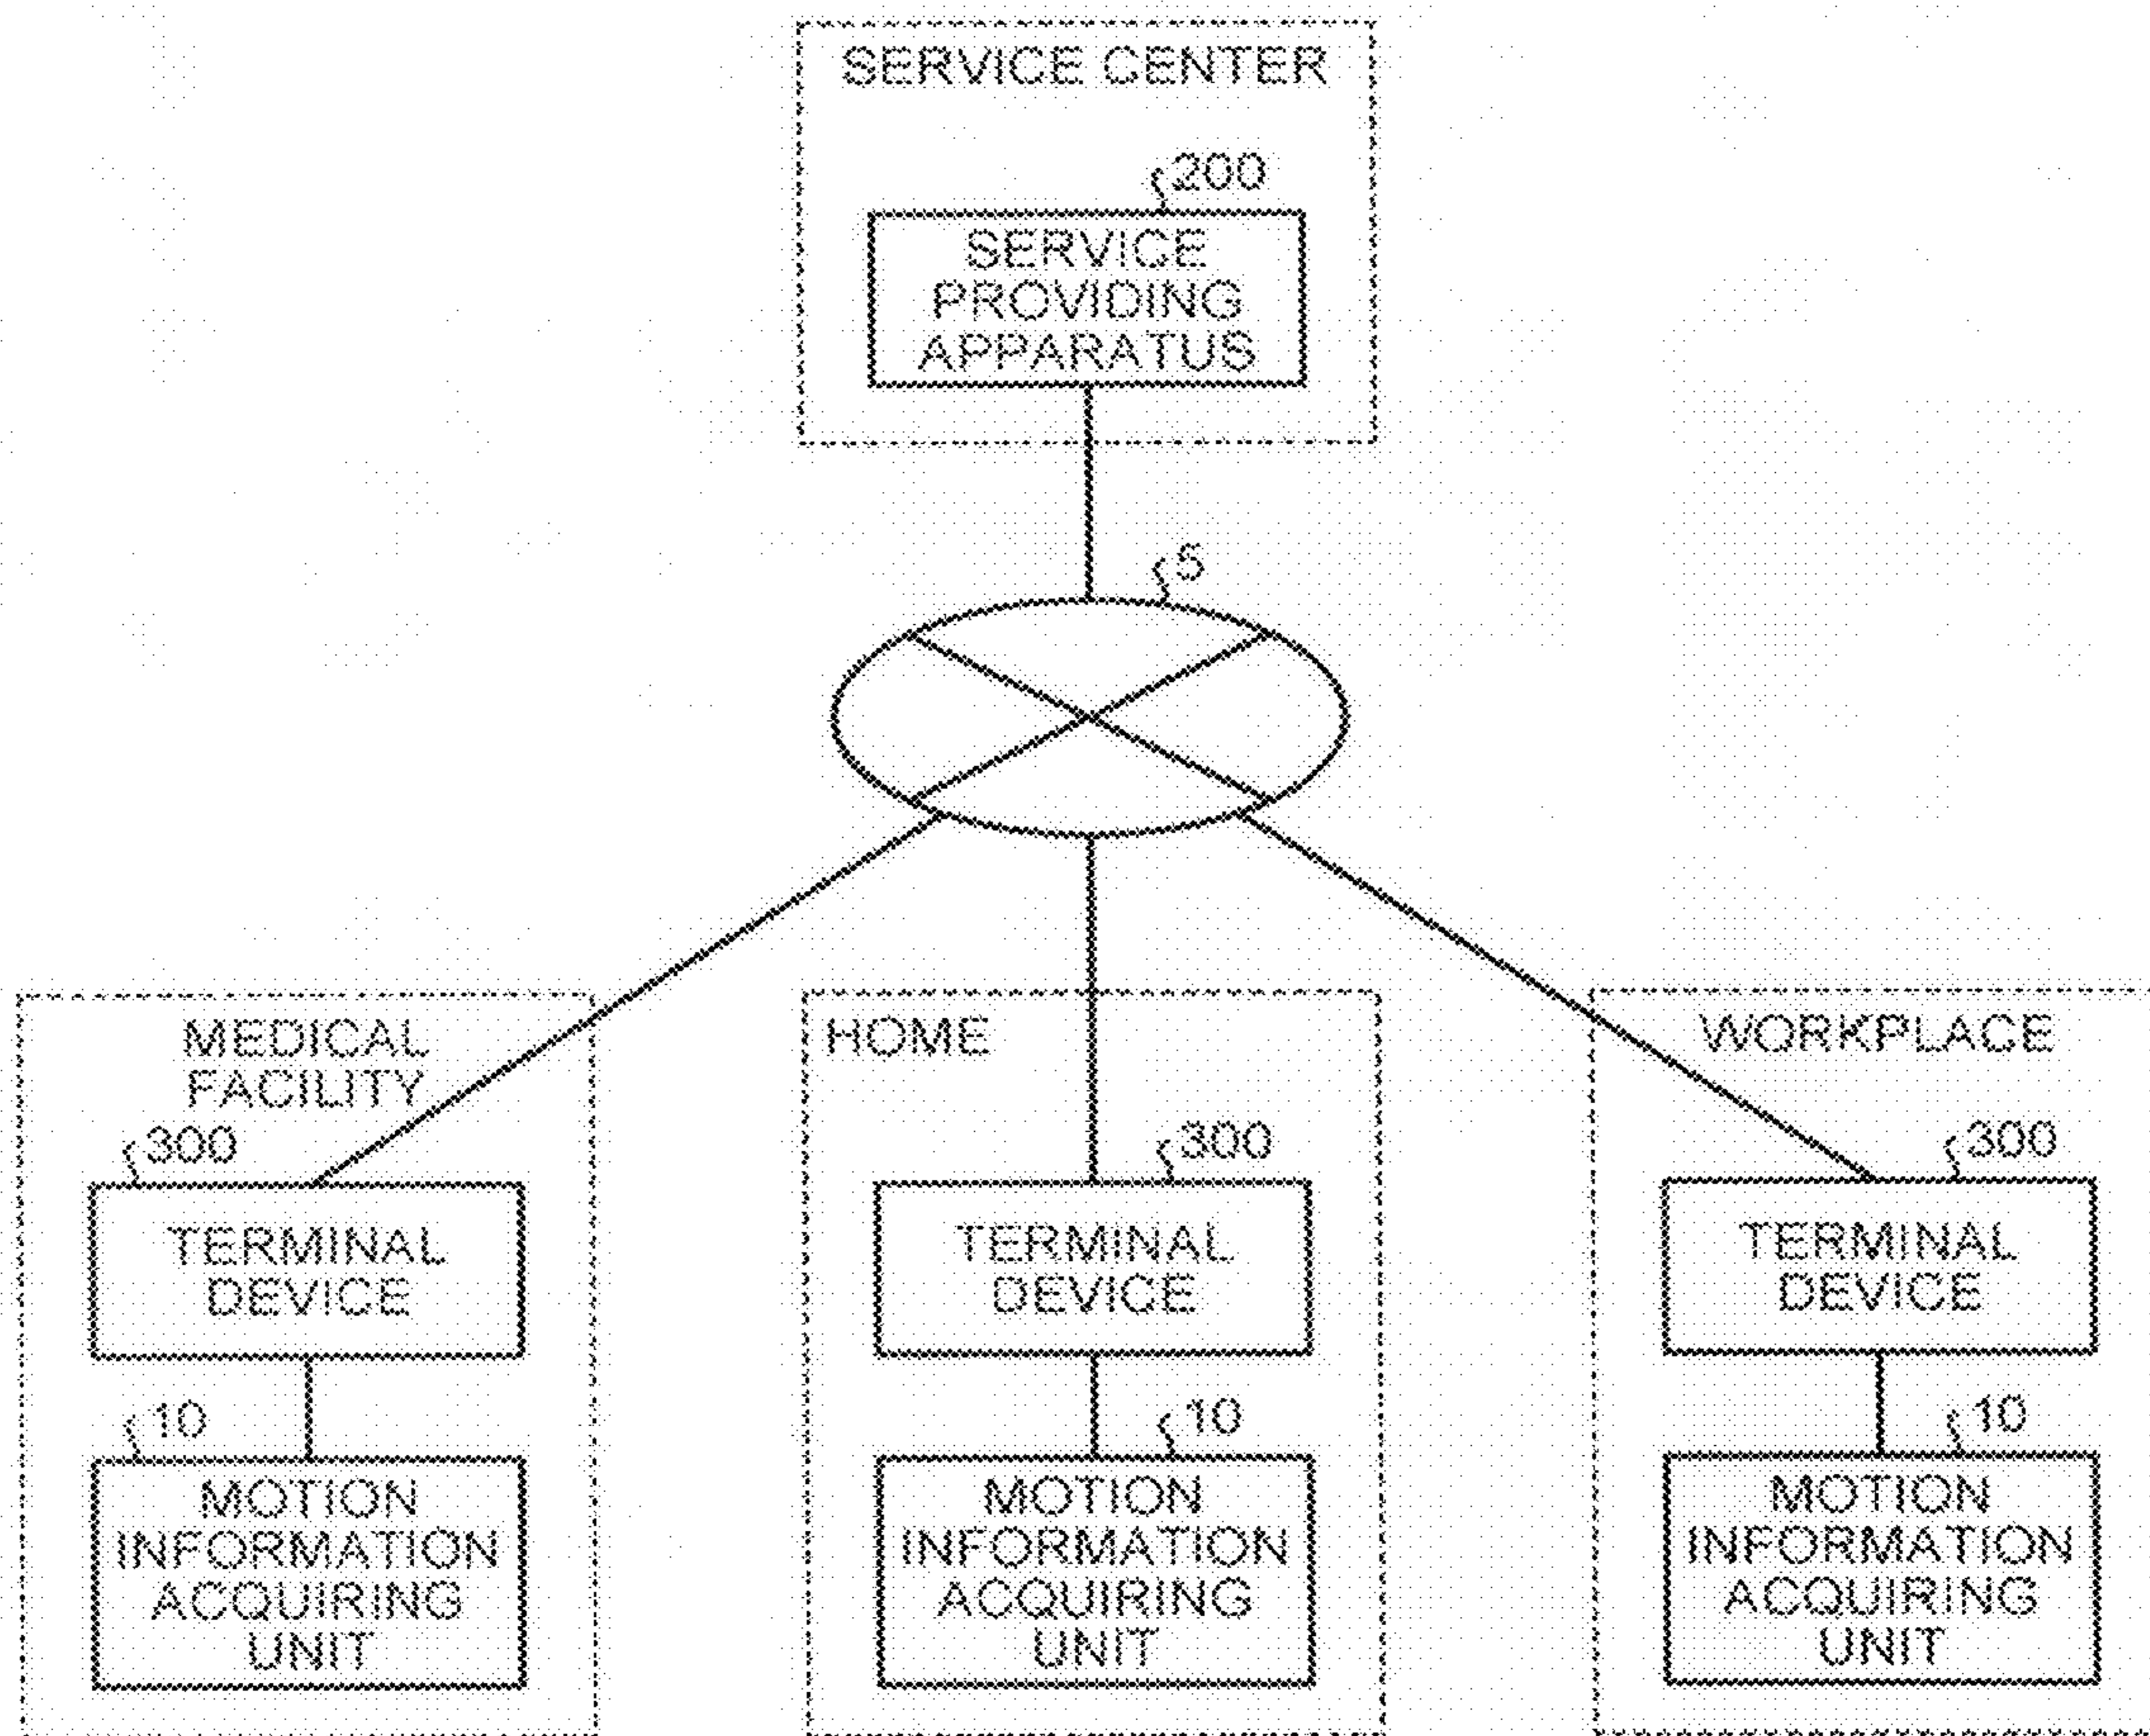 SERVICE CENTER
200
SERVICE
PROVIDING
APPARATUS
5
MEDICAL
FACILITY
300
TERMINAL
DEVICE
10
MOTION
INFORMATION
ACQUIRING
UNIT
HOME
300
TERMINAL
DEVICE
10
MOTION
INFORMATION
ACQUIRING
UNIT
WORKPLACE
300
TERMINAL
DEVICE
10
MOTION
INFORMATION
ACQUIRING
UNIT